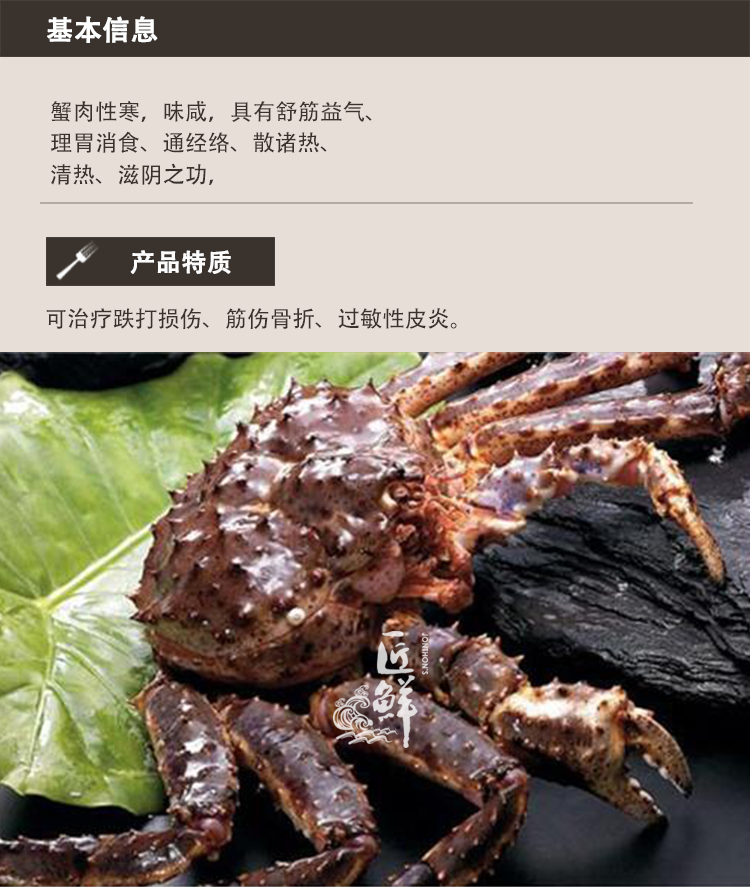 基本信息
蟹肉性寒，味咸，具有舒筋益气、
理胃消食、通经络、散诸热、
清热、滋阴之功，
产品特质
可治疗跌打损伤、筋伤骨折、过敏性皮炎。
匠鲜